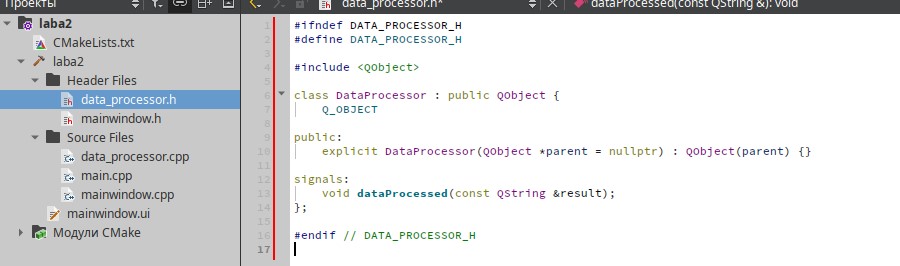 Проекты
data_processor.h*
dataProcessed(const QString &): void
laba2
CMakeLists.txt
laba2
Header Files
data_processor.h
mainwindow.h
Source Files
data_processor.cpp
main.cpp
mainwindow.cpp
mainwindow.ui
Модули CMake
1 #ifndef DATA_PROCESSOR_H
2 #define DATA_PROCESSOR_H
3
4 #include <QObject>
5
6 class DataProcessor : public QObject {
7     Q_OBJECT
8
9 public:
10     explicit DataProcessor(QObject *parent = nullptr) : QObject(parent) {}
11
12 signals:
13     void dataProcessed(const QString &result);
14 };
15
16 #endif // DATA_PROCESSOR_H
17